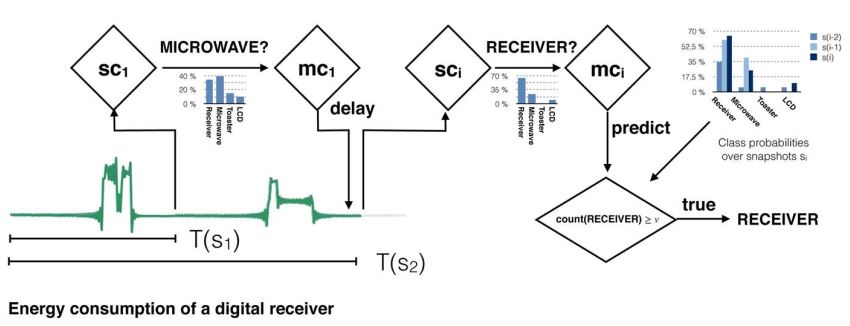 sc1
MICROWAVE?
40 %
20 %
0 %
Receiver
Microwave
Toaster
LCD
mc1
delay
sci
RECEIVER?
70 %
35 %
0 %
Receiver
Microwave
Toaster
LCD
mci
predict
70 %
52,5 %
35 %
17,5 %
0 %
Receiver
Microwave
Toaster
LCD
s(i-2)
s(i-1)
s(i)
Class probabilities
over snapshots si
count(RECEIVER) ≥ v
true
RECEIVER
T(s1)
T(s2)
Energy consumption of a digital receiver